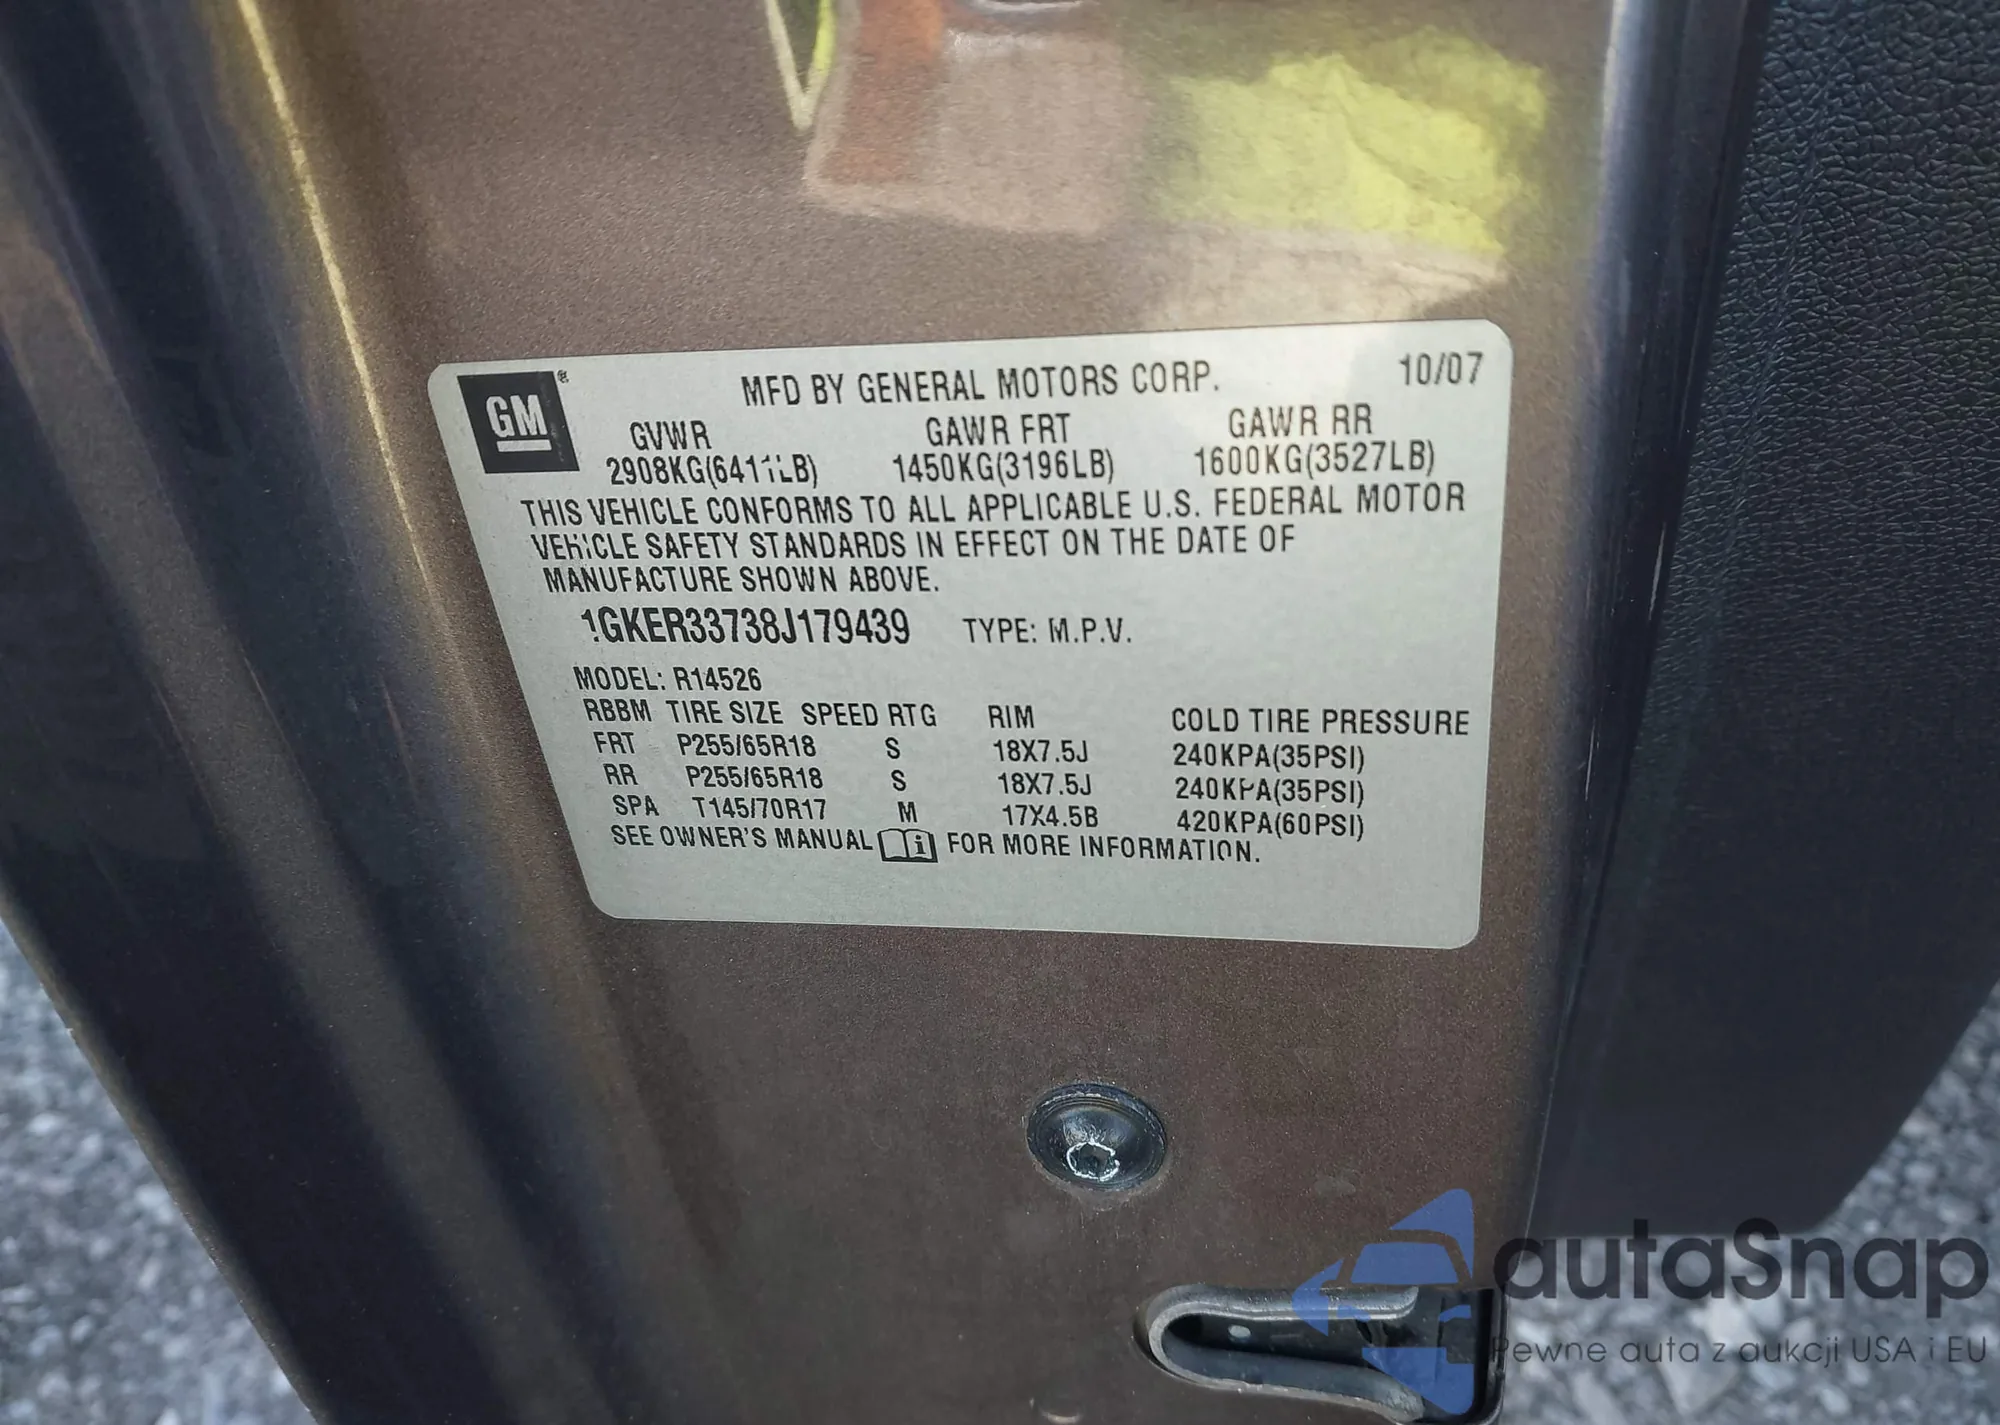 MFD BY GENERAL MOTORS CORP. 10/07
GM®
GVWR GAWR FRT GAWR RR
2908KG(6411LB) 1450KG(3196LB) 1600KG(3527LB)
THIS VEHICLE CONFORMS TO ALL APPLICABLE U.S. FEDERAL MOTOR
VEHICLE SAFETY STANDARDS IN EFFECT ON THE DATE OF
MANUFACTURE SHOWN ABOVE.
1GKER33738J179439 TYPE: M.P.V.
MODEL: R14526
RBBM TIRE SIZE SPEED RTG RIM COLD TIRE PRESSURE
FRT P255/65R18 S 18X7.5J 240KPA(35PSI)
RR P255/65R18 S 18X7.5J 240KPA(35PSI)
SPA T145/70R17 M 17X4.5B 420KPA(60PSI)
SEE OWNER'S MANUAL i FOR MORE INFORMATION.
autaSnap
Pewne auta z aukcji USA i EU